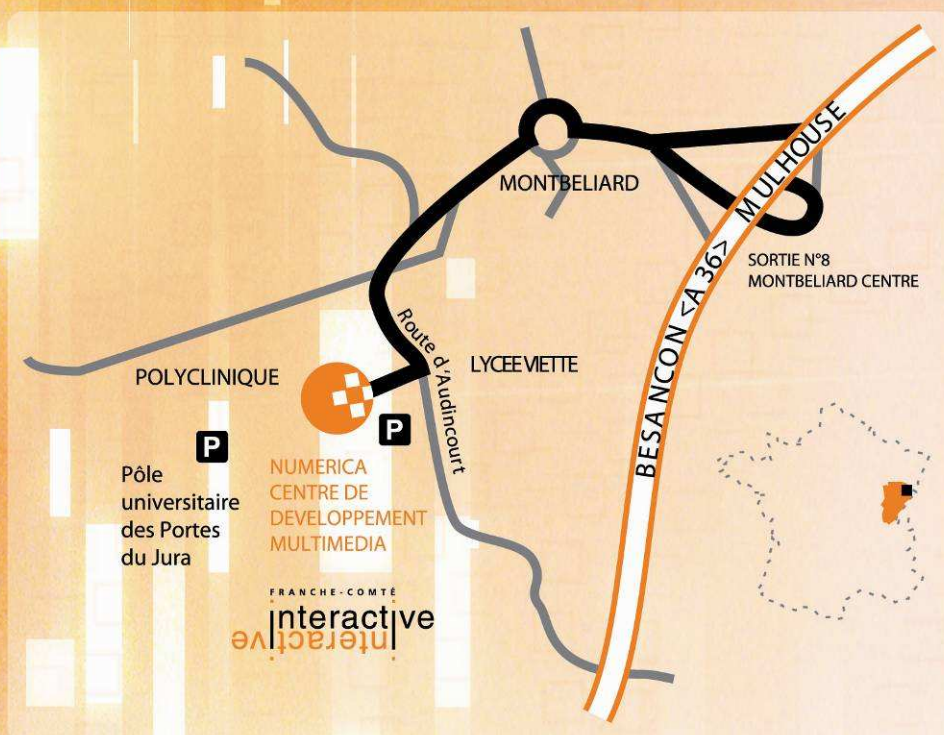 MONTBELIARD
BESANCON <A 36> MULHOUSE
SORTIE N°8
MONTBELIARD CENTRE
Route d'Audincourt
LYCEE VIETTE
POLYCLINIQUE
P
P
Pôle
universitaire
des Portes
du Jura
NUMERICA
CENTRE DE
DEVELOPPEMENT
MULTIMEDIA
FRANCHE-COMTÉ
interactive
interactive